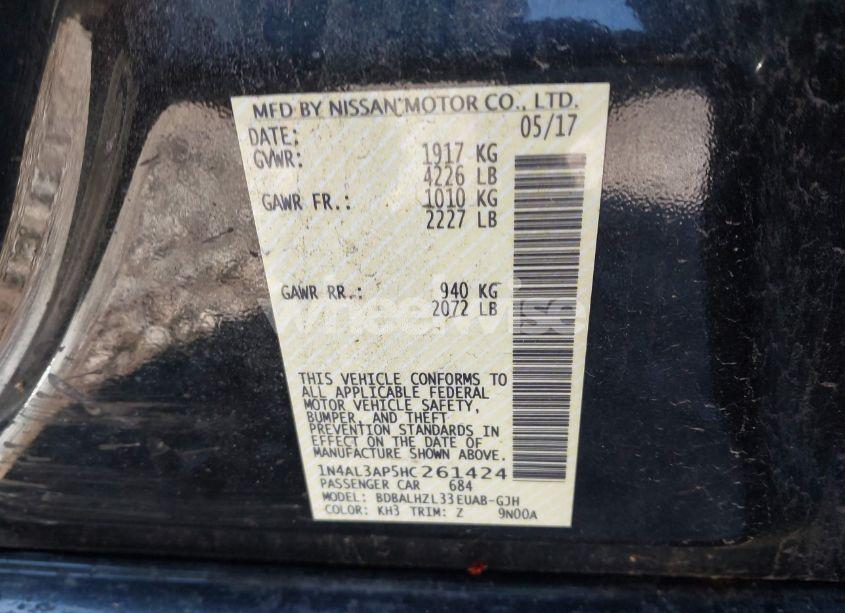 MFD BY NISSAN MOTOR CO., LTD.
DATE: 05/17
GVWR: 1917 KG
4226 LB
GAWR FR.: 1010 KG
2227 LB
GAWR RR.: 940 KG
2072 LB
wheelwise
THIS VEHICLE CONFORMS TO
ALL APPLICABLE FEDERAL
MOTOR VEHICLE SAFETY,
BUMPER, AND THEFT
PREVENTION STANDARDS IN
EFFECT ON THE DATE OF
MANUFACTURE SHOWN ABOVE.
1N4AL3AP5HC261424
PASSENGER CAR 684
MODEL: BDBALHZL33EUAB-GJH
COLOR: KH3 TRIM: Z 9N00A